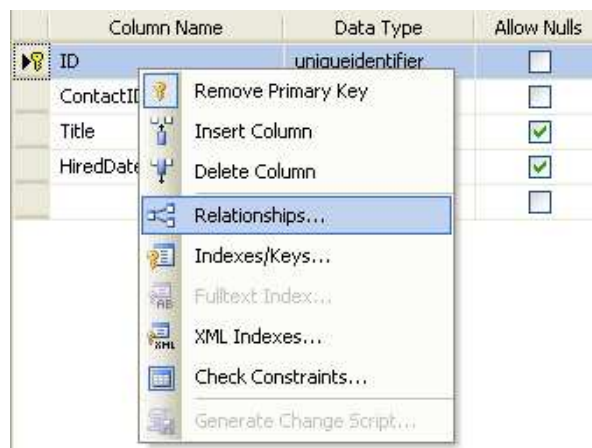 Column Name Data Type Allow Nulls
ID uniqueidentifier
ContactID
Remove Primary Key
Title Insert Column
HiredDate Delete Column
Relationships...
Indexes/Keys...
Fulltext Index...
XML Indexes...
Check Constraints...
Generate Change Script...